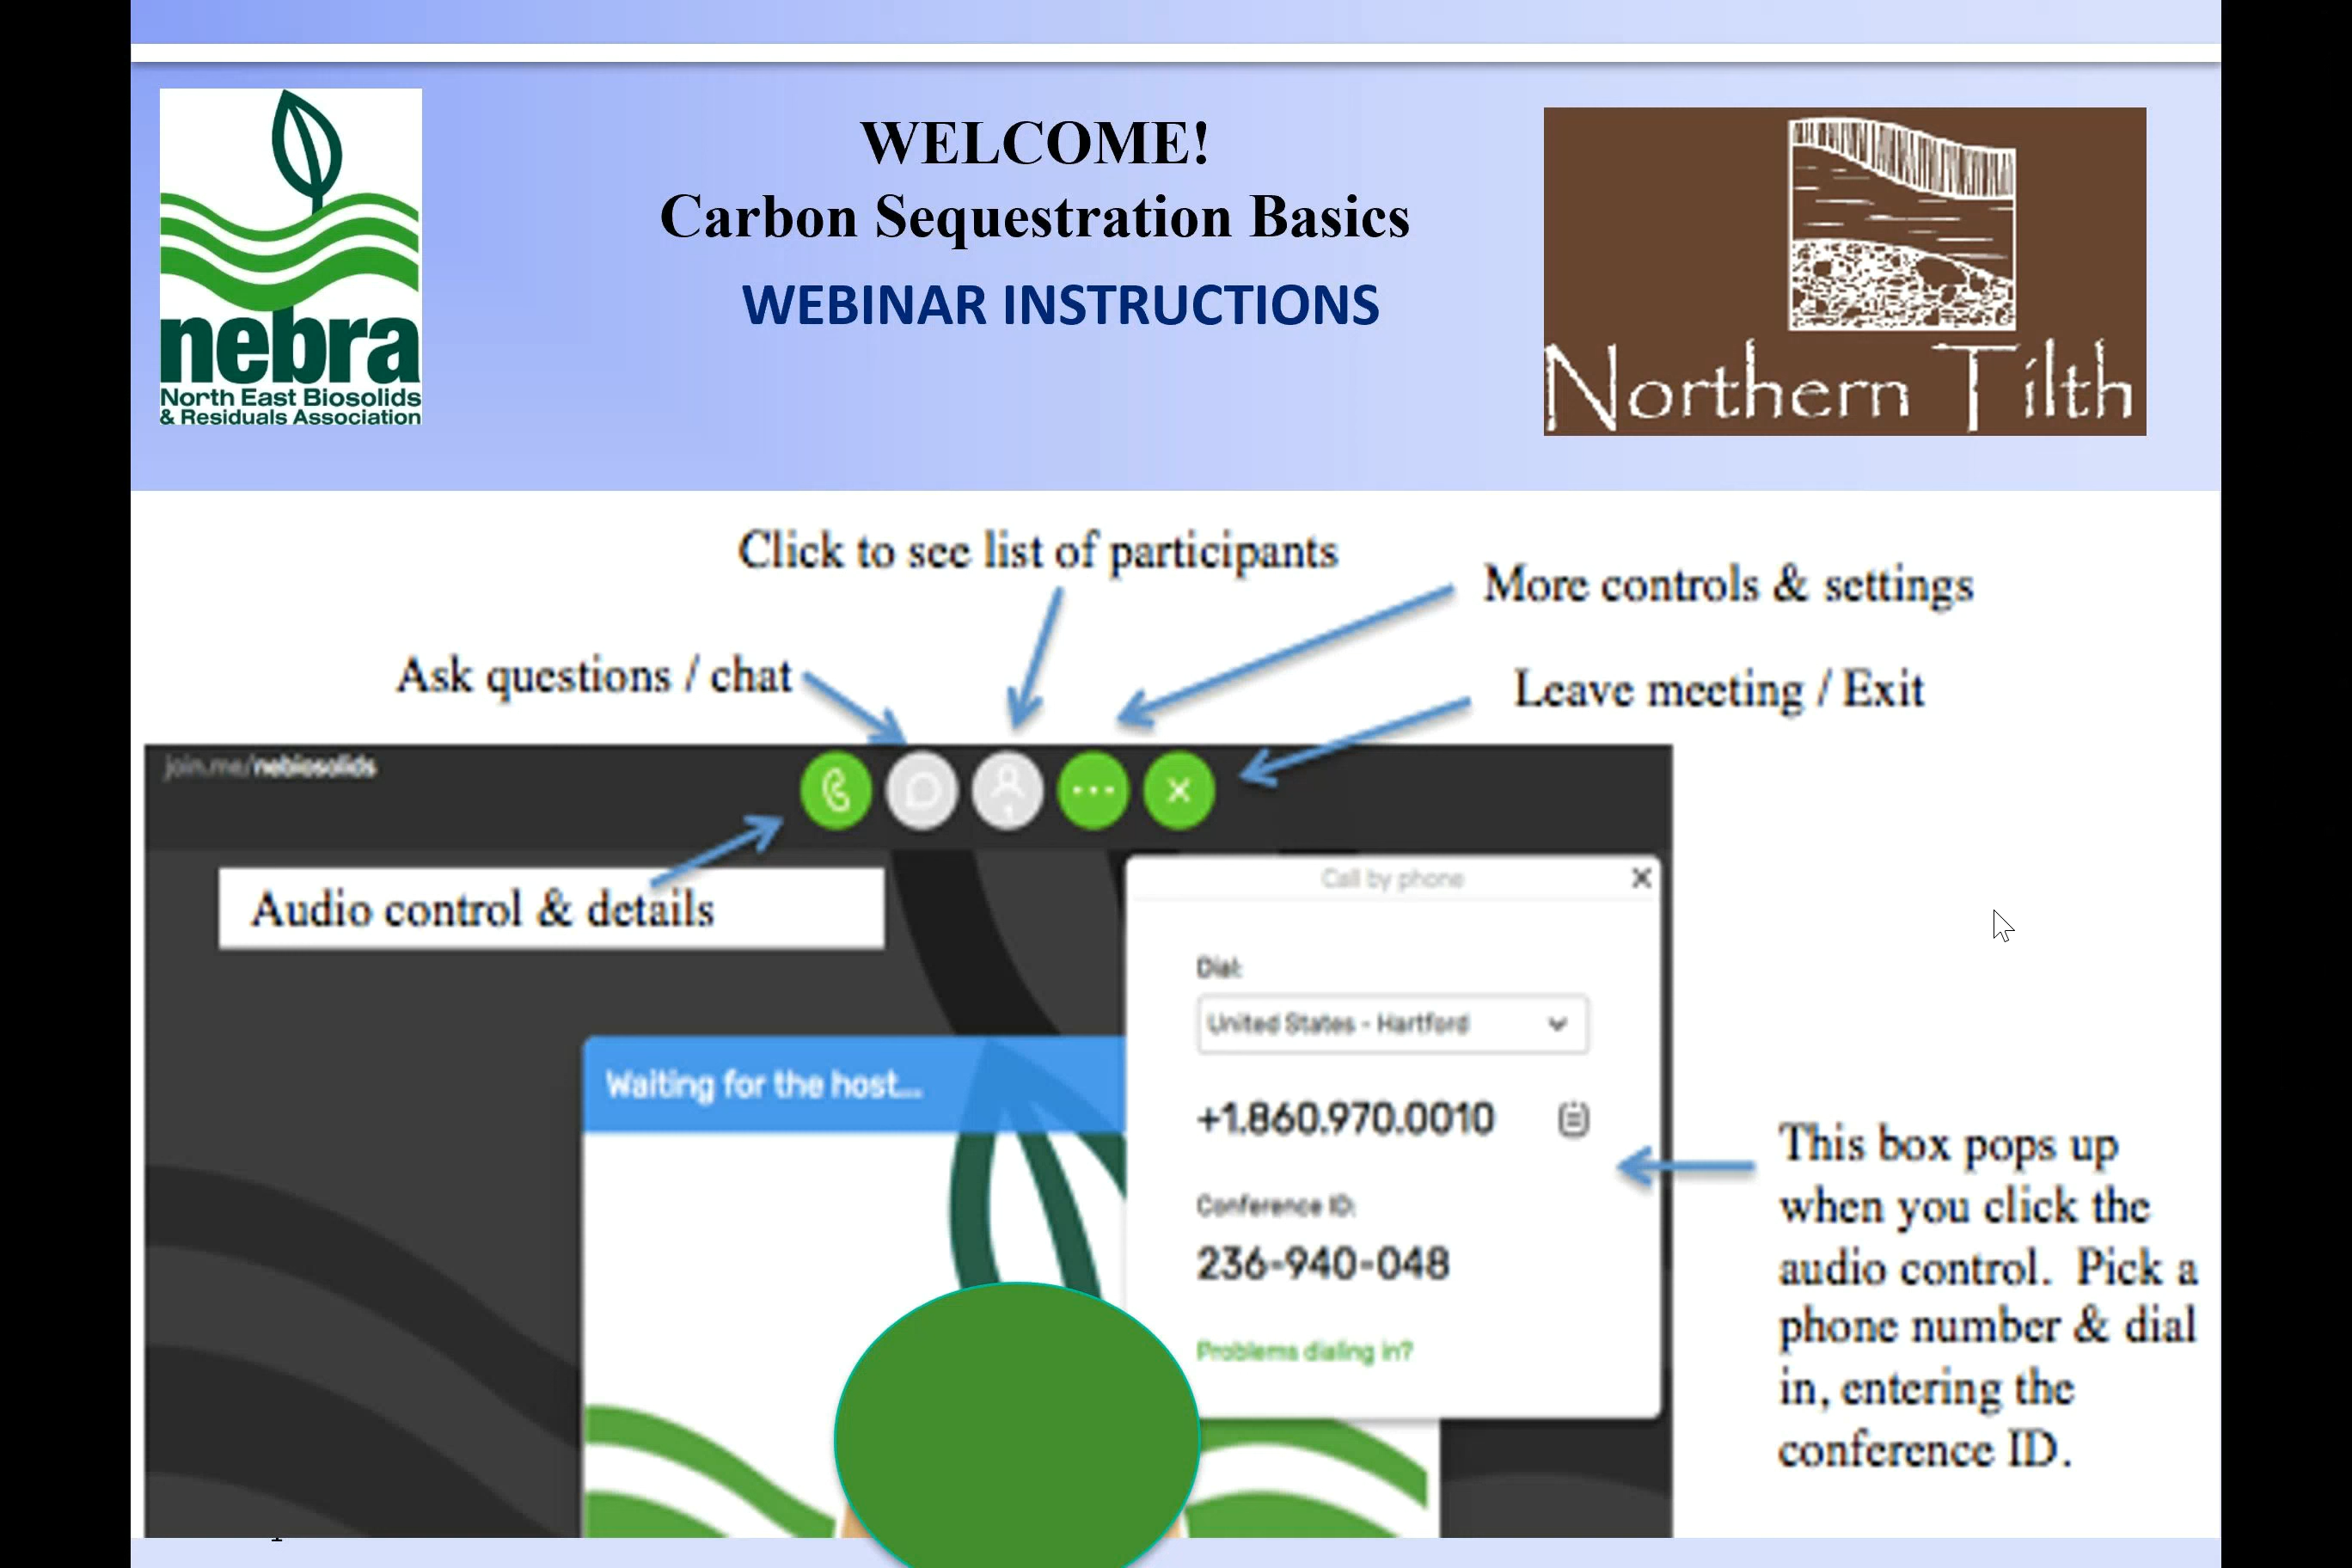 WELCOME!
Carbon Sequestration Basics
WEBINAR INSTRUCTIONS
nebra
North East Biosolids
& Residuals Association
Northern Tilth
Click to see list of participants
More controls & settings
Ask questions / chat
Leave meeting / Exit
join.me/nebiosolids
Audio control & details
Call by phone
Dial:
United States - Hartford
Waiting for the host...
+1.860.970.0010
Conference ID:
236-940-048
Problems dialing in?
This box pops up
when you click the
audio control. Pick a
phone number & dial
in, entering the
conference ID.